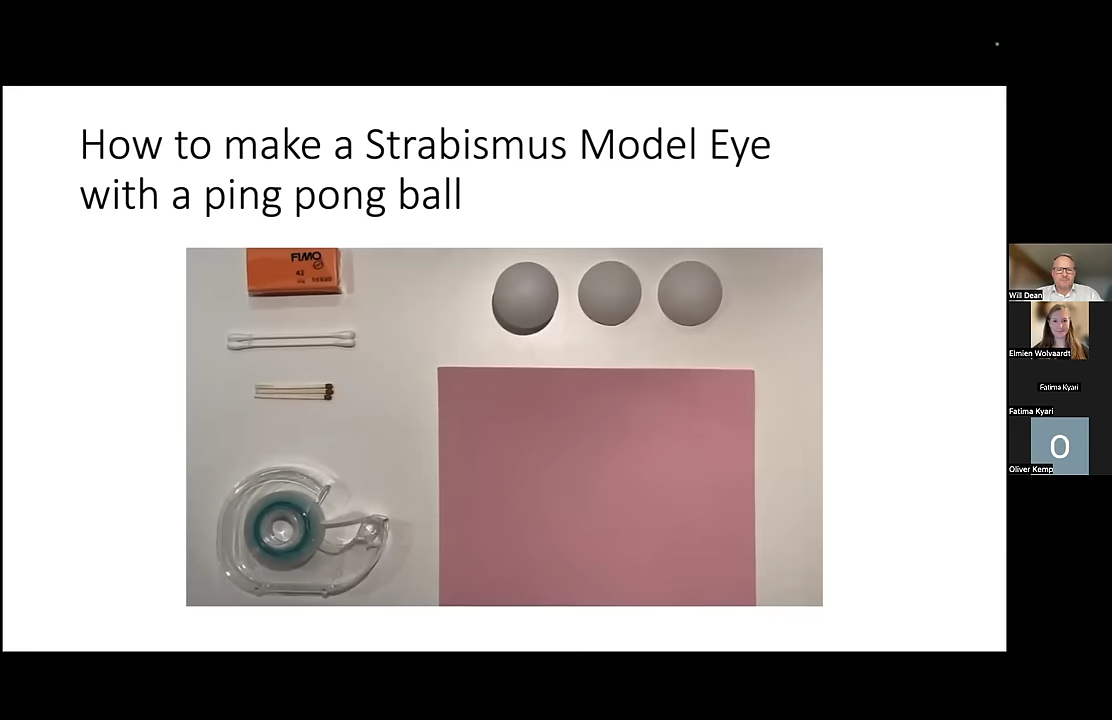 How to make a Strabismus Model Eye
with a ping pong ball
FIMO
42
Will Dean
Elmien Wolvaardt
Fatima Kyari
Fatima Kyari
O
Oliver Kemp